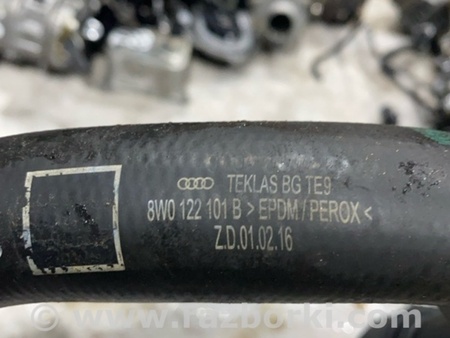 TEKLAS BG TE9
8W0 122 101 B > EPDM / PEROX <
Z.D.01.02.16
© www.razborki.com